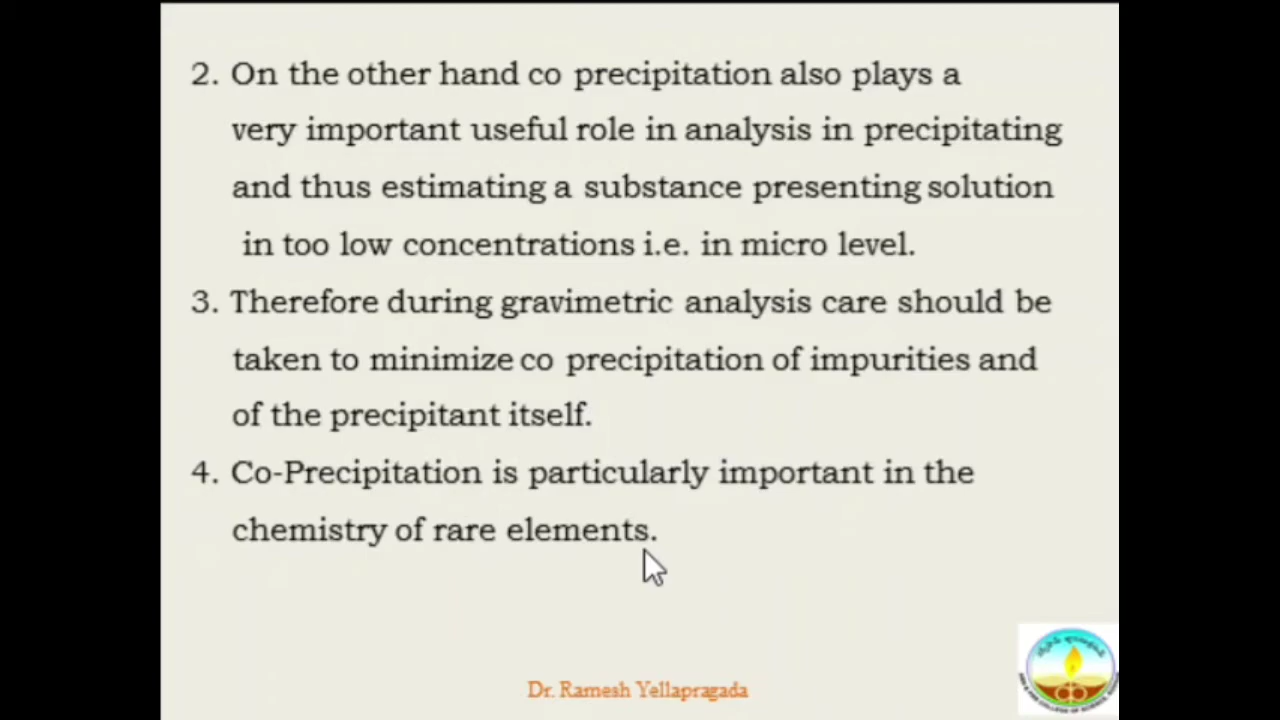 2. On the other hand co precipitation also plays a
very important useful role in analysis in precipitating
and thus estimating a substance presenting solution
in too low concentrations i.e. in micro level.
3. Therefore during gravimetric analysis care should be
taken to minimize co precipitation of impurities and
of the precipitant itself.
4. Co-Precipitation is particularly important in the
chemistry of rare elements.
Dr. Ramesh Yellapragada